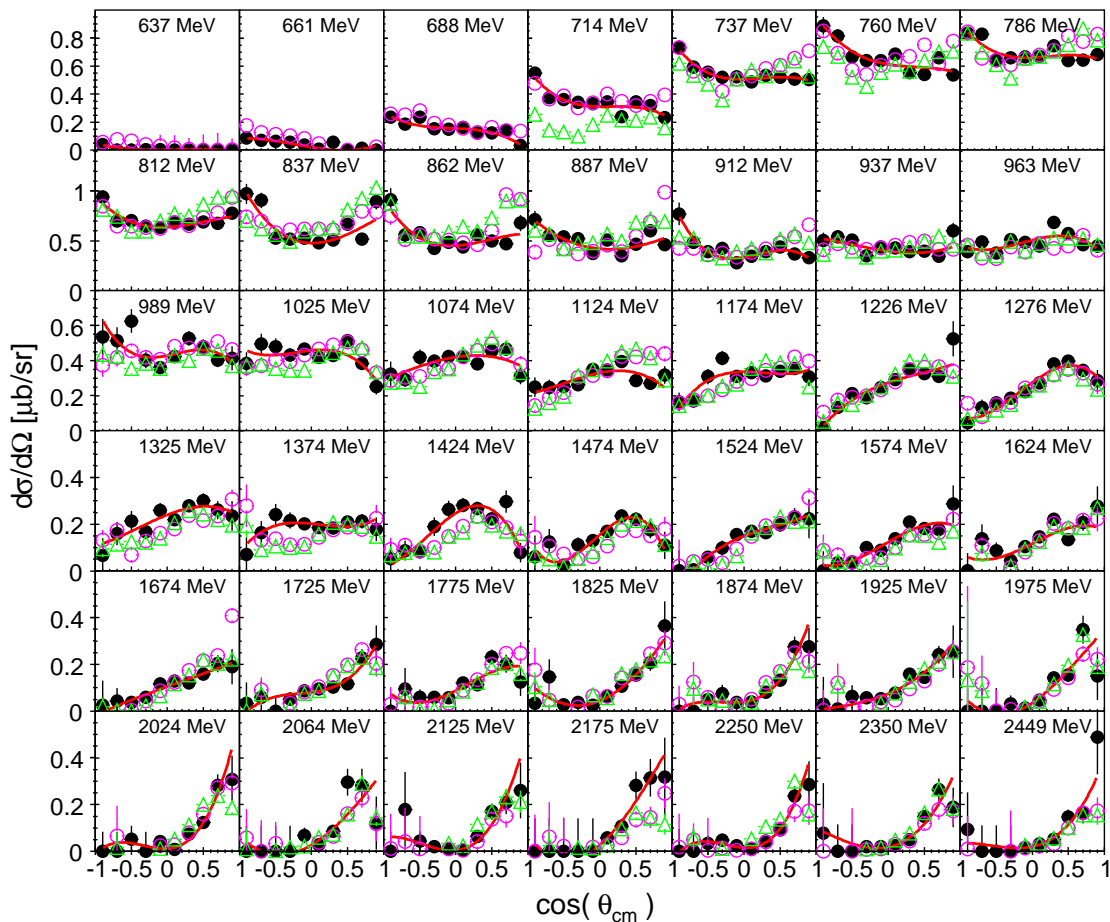 637 MeV 661 MeV 688 MeV 714 MeV 737 MeV 760 MeV 786 MeV
0.8
0.6
0.4
0.2
0
812 MeV 837 MeV 862 MeV 887 MeV 912 MeV 937 MeV 963 MeV
1
0.5
0
989 MeV 1025 MeV 1074 MeV 1124 MeV 1174 MeV 1226 MeV 1276 MeV
0.6
0.4
0.2
0
dσ/dΩ [μb/sr]
1325 MeV 1374 MeV 1424 MeV 1474 MeV 1524 MeV 1574 MeV 1624 MeV
0.4
0.2
0
1674 MeV 1725 MeV 1775 MeV 1825 MeV 1874 MeV 1925 MeV 1975 MeV
0.4
0.2
0
2024 MeV 2064 MeV 2125 MeV 2175 MeV 2250 MeV 2350 MeV 2449 MeV
0.4
0.2
0
-1 -0.5 0 0.5 1 -0.5 0 0.5 1 -0.5 0 0.5 1 -0.5 0 0.5 1 -0.5 0 0.5 1 -0.5 0 0.5 1 -0.5 0 0.5 1
cos( θcm )